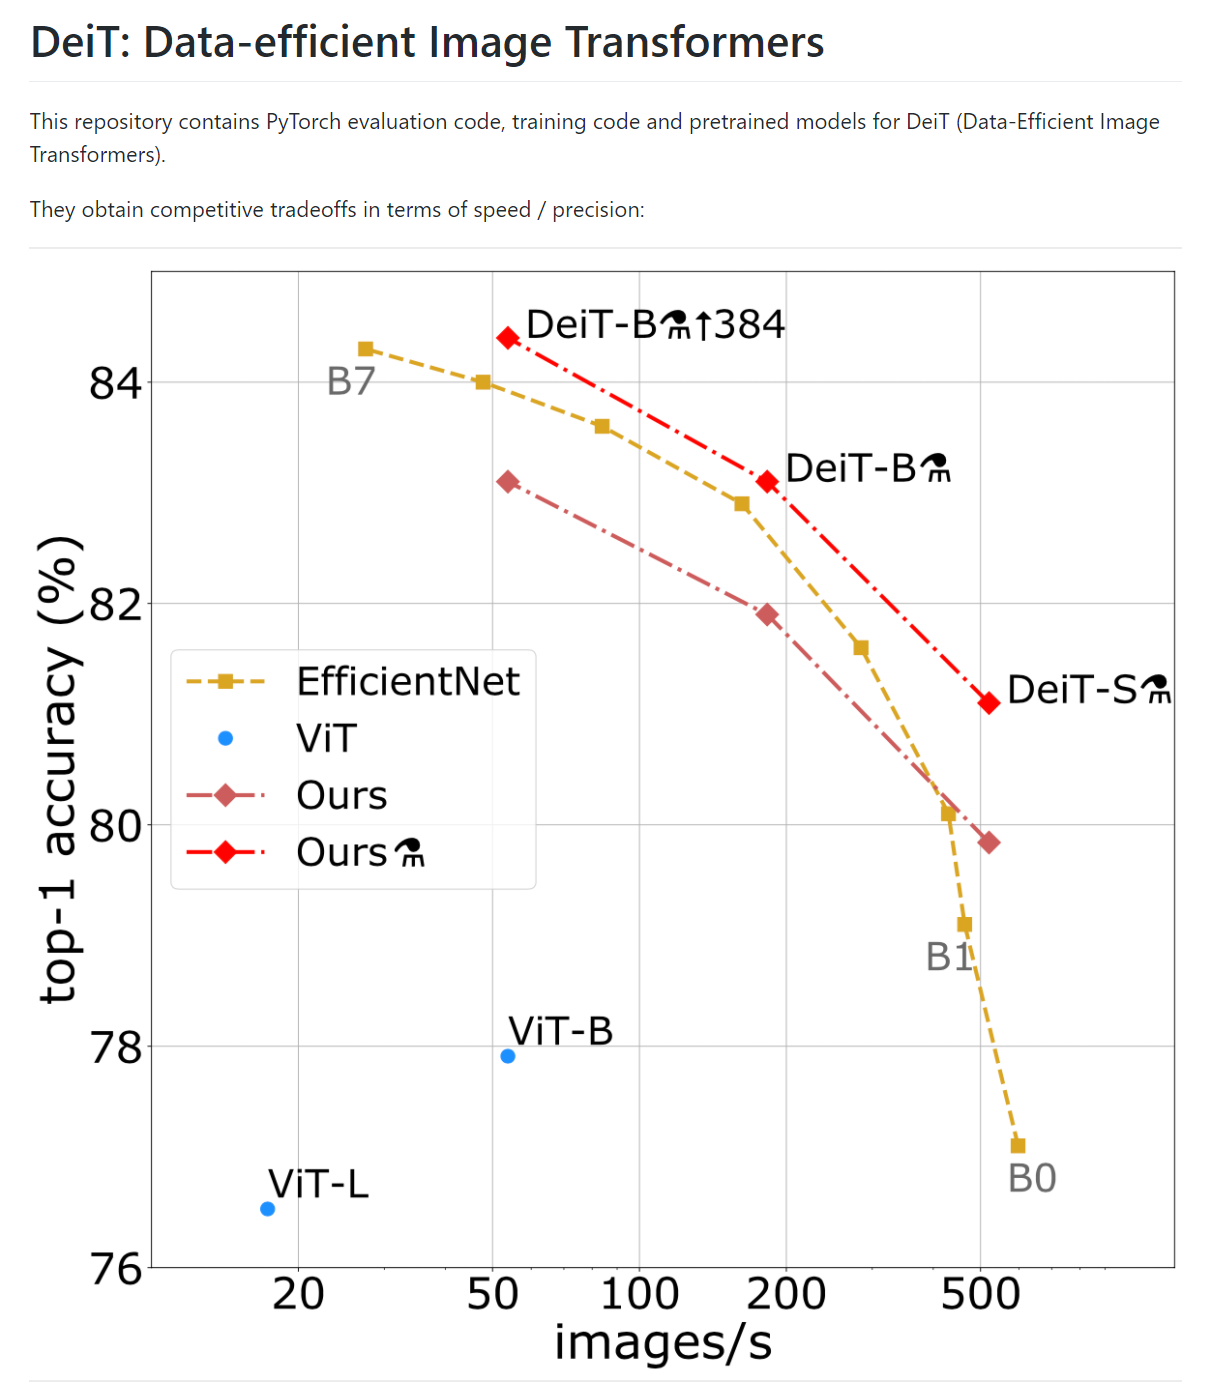 DeiT: Data-efficient Image Transformers
This repository contains PyTorch evaluation code, training code and pretrained models for DeiT (Data-Efficient Image
Transformers).
They obtain competitive tradeoffs in terms of speed / precision:
DeiT-B⚗↑384
B7
84
DeiT-B⚗
82
DeiT-S⚗
EfficientNet
ViT
Ours
Ours⚗
top-1 accuracy (%)
80
B1
ViT-B
78
B0
ViT-L
76
20 50 100 200 500
images/s